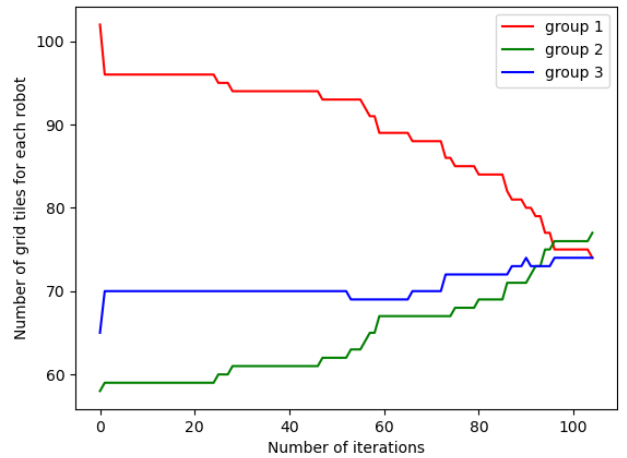 group 1
group 2
group 3
Number of grid tiles for each robot
100
90
80
70
60
0
20
40
60
80
100
Number of iterations